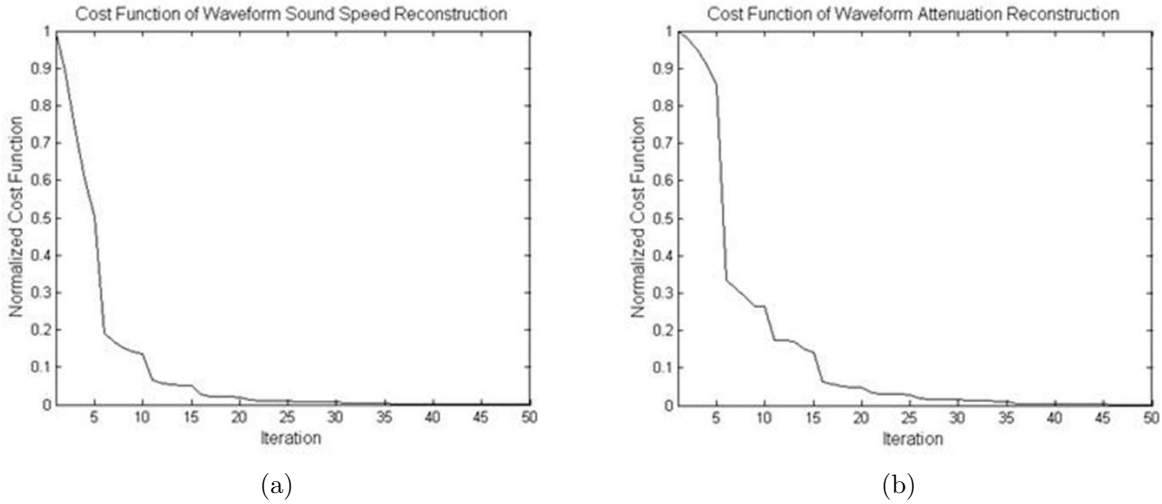 Cost Function of Waveform Sound Speed Reconstruction
1
0.9
0.8
0.7
0.6
0.5
0.4
0.3
0.2
0.1
0
Normalized Cost Function
5 10 15 20 25 30 35 40 45 50
Iteration
(a)
Cost Function of Waveform Attenuation Reconstruction
1
0.9
0.8
0.7
0.6
0.5
0.4
0.3
0.2
0.1
0
Normalized Cost Function
5 10 15 20 25 30 35 40 45 50
Iteration
(b)